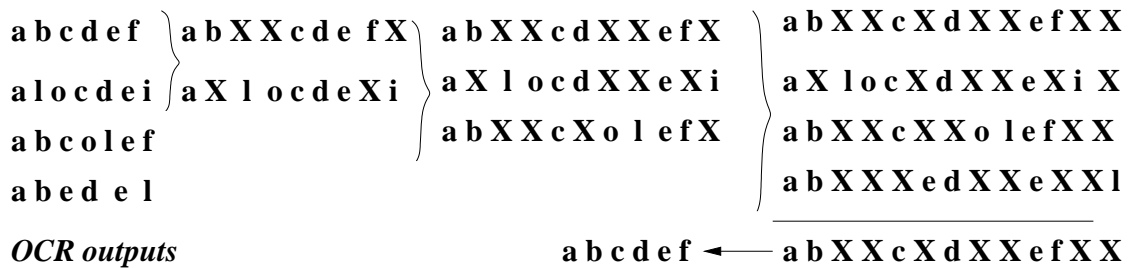 a b c d e f
a l o c d e i
a b c o l e f
a b e d e l
OCR outputs
a b X X c d e f X
a X l o c d e X i
a b X X c d X X e f X
a X l o c d X X e X i
a b X X c X o l e f X
a b X X c X d X X e f X X
a X l o c X d X X e X i X
a b X X c X X o l e f X X
a b X X X e d X X e X X l
a b c d e f
a b X X c X d X X e f X X